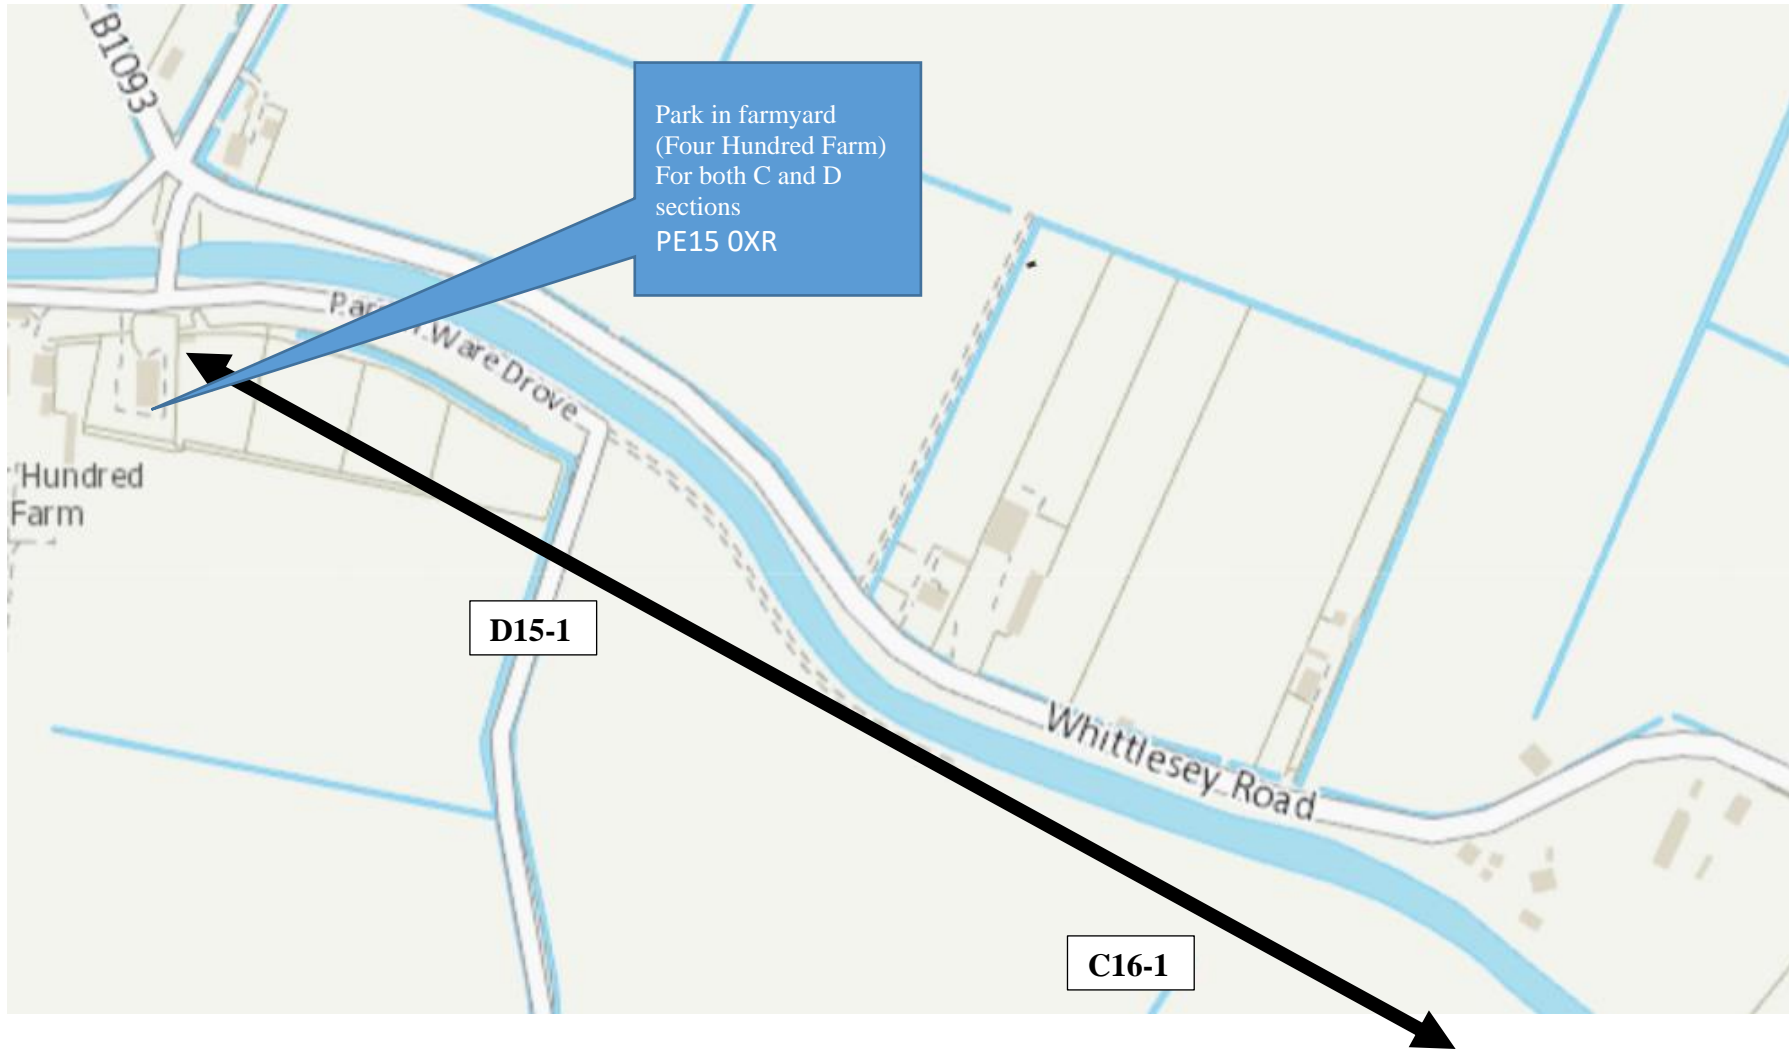 B1093
Park in farmyard
(Four Hundred Farm)
For both C and D
sections
PE15 0XR
Ware Drove
Hundred
Farm
D15-1
Whittlesey Road
C16-1